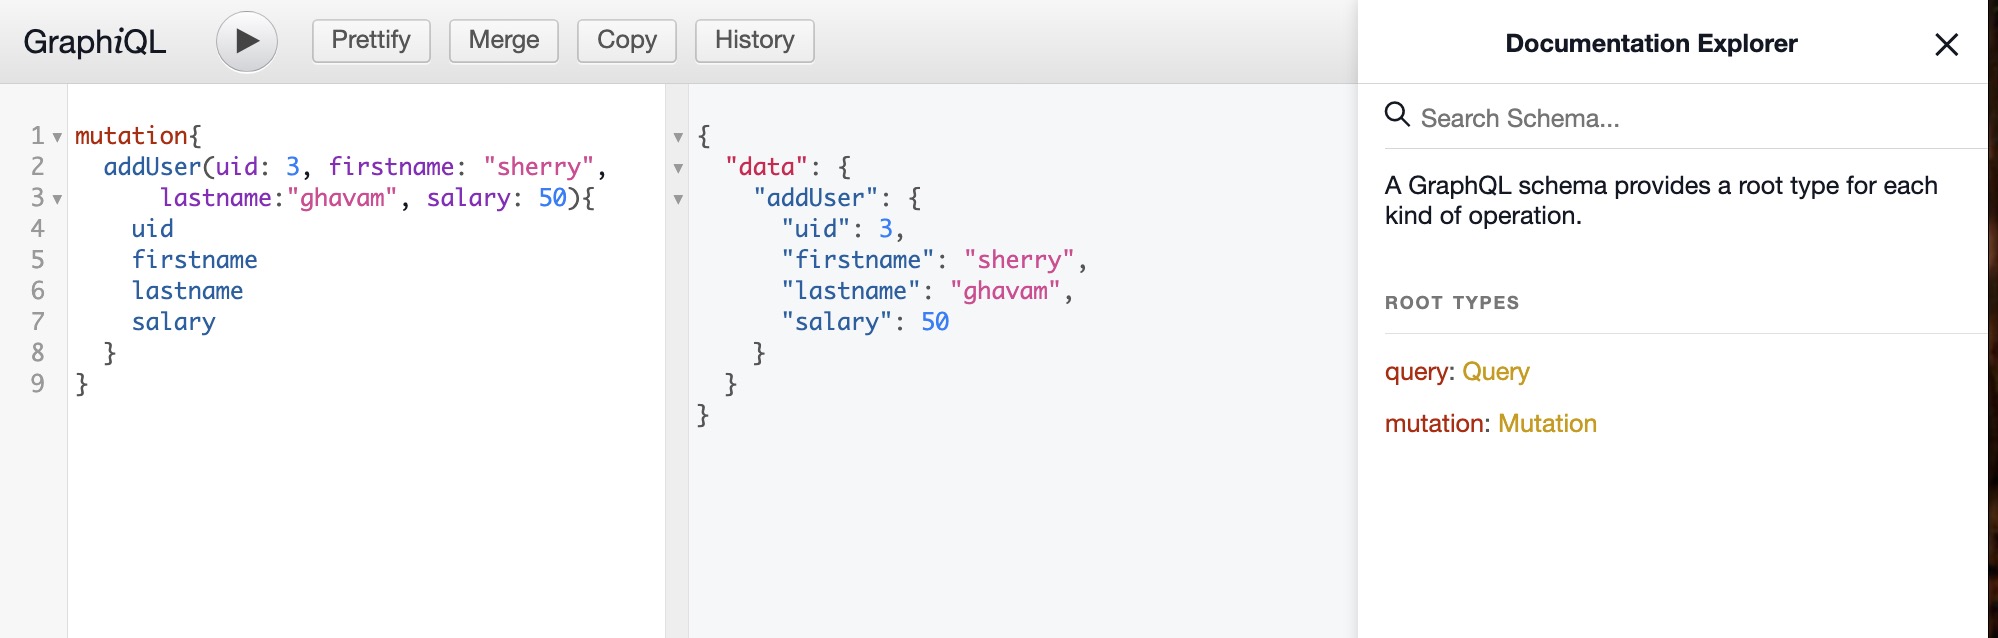 GraphiQL
Prettify
Merge
Copy
History
1 mutation{
2 addUser(uid: 3, firstname: "sherry",
3 lastname:"ghavam", salary: 50){
4 uid
5 firstname
6 lastname
7 salary
8 }
9 }
{
"data": {
"addUser": {
"uid": 3,
"firstname": "sherry",
"lastname": "ghavam",
"salary": 50
}
}
}
Documentation Explorer
Search Schema...
A GraphQL schema provides a root type for each
kind of operation.
ROOT TYPES
query: Query
mutation: Mutation